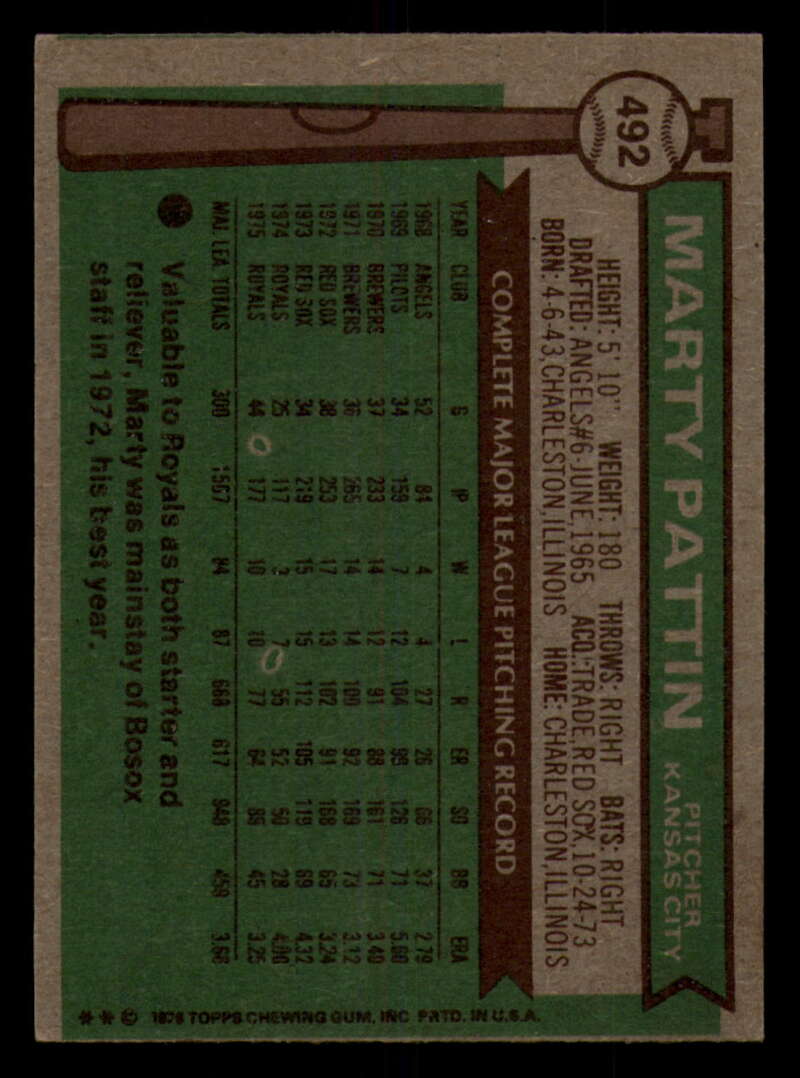 492
MARTY PATTIN
PITCHER
KANSAS CITY
HEIGHT: 5' 10" WEIGHT: 180 THROWS: RIGHT BATS: RIGHT
DRAFTED: ANGELS#6-JUNE, 1965 ACQ: TRADE, RED SOX, 10-24-73
BORN: 4-6-43, CHARLESTON, ILLINOIS HOME: CHARLESTON, ILLINOIS
COMPLETE MAJOR LEAGUE PITCHING RECORD
YEAR CLUB G IP W L R ER SO BB ERA
1968 ANGELS 52 84 4 4 27 26 66 37 2.79
1969 PILOTS 34 159 7 12 104 98 126 71 5.60
1970 BREWERS 37 233 14 12 91 88 161 71 3.40
1971 BREWERS 36 265 14 14 100 92 169 73 3.12
1972 RED SOX 38 253 17 13 102 91 168 65 3.24
1973 RED SOX 34 219 15 15 112 105 119 69 4.32
1974 ROYALS 25 117 3 7 55 52 50 28 4.00
1975 ROYALS 44 177 10 10 77 64 89 45 3.25
MAJ. LEA. TOTALS 300 1507 84 87 668 617 948 459 3.68
Valuable to Royals as both starter and
reliever, Marty was mainstay of Bosox
staff in 1972, his best year.
** © 1976 TOPPS CHEWING GUM, INC. PRTD. IN U.S.A.